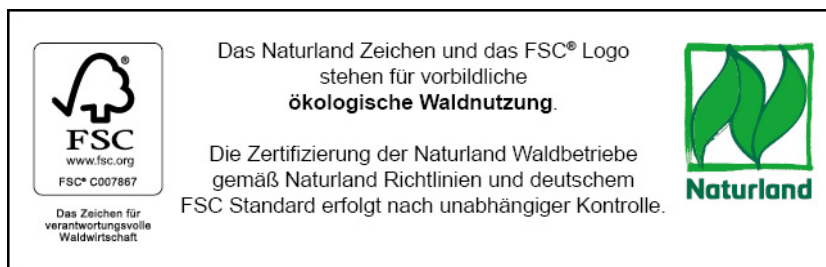 FSC
www.fsc.org
FSC® C007867
Das Zeichen für
verantwortungsvolle
Waldwirtschaft
Das Naturland Zeichen und das FSC® Logo
stehen für vorbildliche
ökologische Waldnutzung.
Die Zertifizierung der Naturland Waldbetriebe
gemäß Naturland Richtlinien und deutschem
FSC Standard erfolgt nach unabhängiger Kontrolle.
Naturland